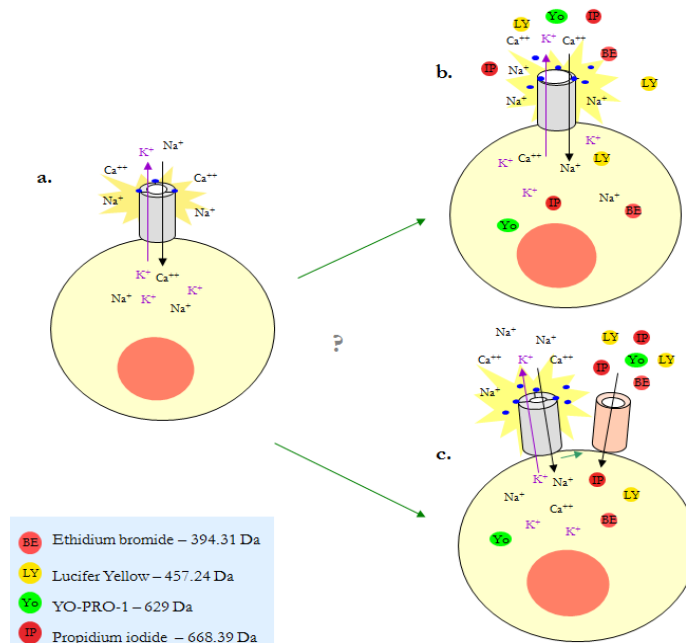 LY Yo IP
K⁺
Ca⁺⁺ Ca⁺⁺
BE
b.
IP Na⁺ LY
Na⁺ Na⁺
K⁺
K⁺ Ca⁺⁺ LY
Na⁺
K⁺
IP Na⁺
BE
Yo
K⁺ Na⁺
a.
Ca⁺⁺ Ca⁺⁺
Na⁺ Na⁺
K⁺ Ca⁺⁺
K⁺
Na⁺ K⁺
Na⁺
?
Na⁺ Na⁺ LY IP
Ca⁺⁺ K⁺ Ca⁺⁺ IP Yo LY
Na⁺ BE
c.
K⁺ Na⁺ IP
Na⁺ LY
Ca⁺⁺
K⁺ K⁺ BE
Yo
BE Ethidium bromide – 394.31 Da
LY Lucifer Yellow – 457.24 Da
Yo YO-PRO-1 – 629 Da
IP Propidium iodide – 668.39 Da